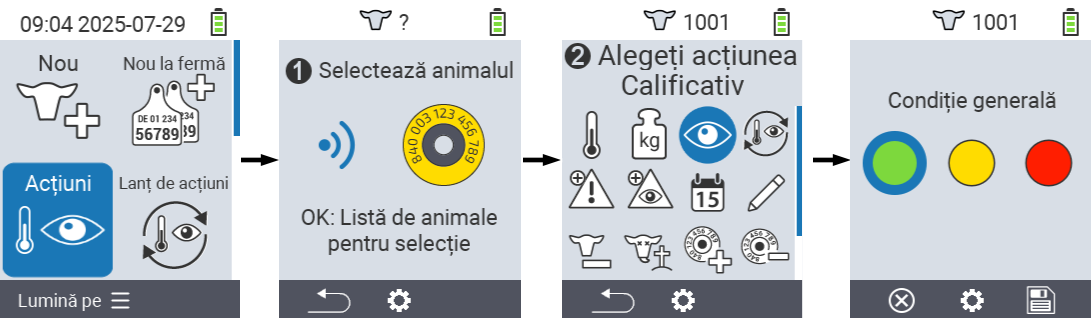 09:04 2025-07-29
Nou
Nou la fermă
DE 01 234
234
56789
39
Acțiuni
Lanț de acțiuni
Lumină pe
?
1 Selectează animalul
840 003 123 456 789
OK: Listă de animale
pentru selecție
1001
2 Alegeți acțiunea
Calificativ
kg
15
1001
Condiție generală